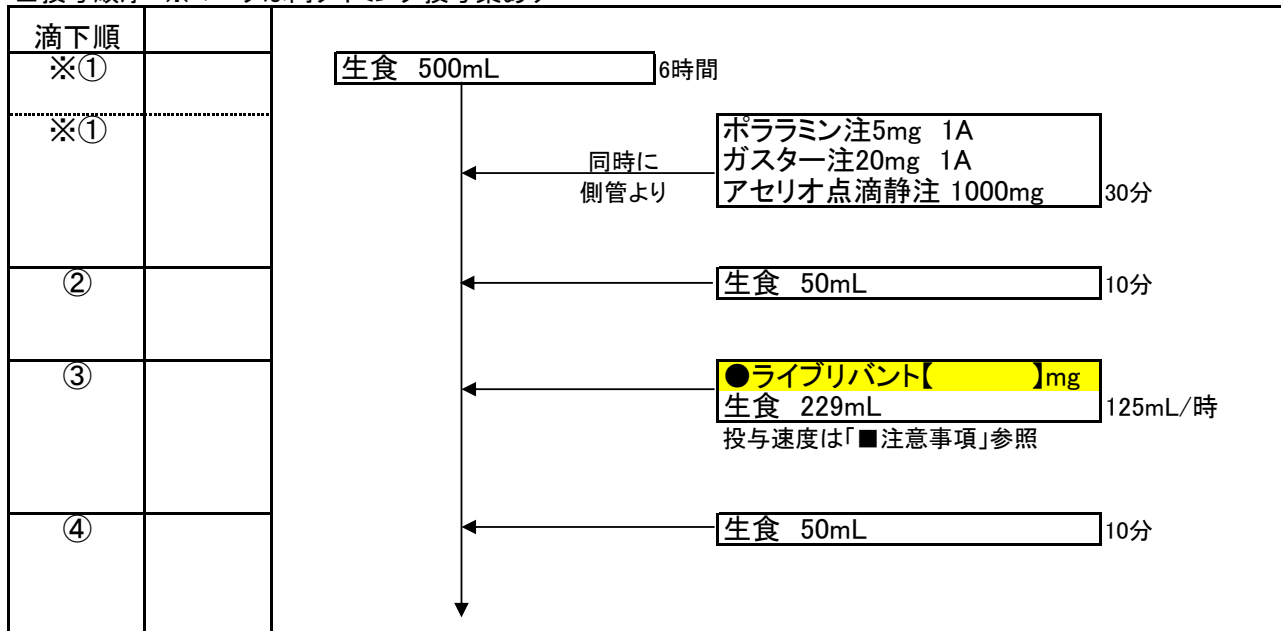 滴下順
※①
生食 500mL 6時間
※①
同時に
側管より
ポララミン注5mg 1A
ガスター注20mg 1A
アセリオ点滴静注 1000mg 30分
②
生食 50mL 10分
③
●ライブリバント【 】mg
生食 229mL 125mL/時
投与速度は「■注意事項」参照
④
生食 50mL 10分